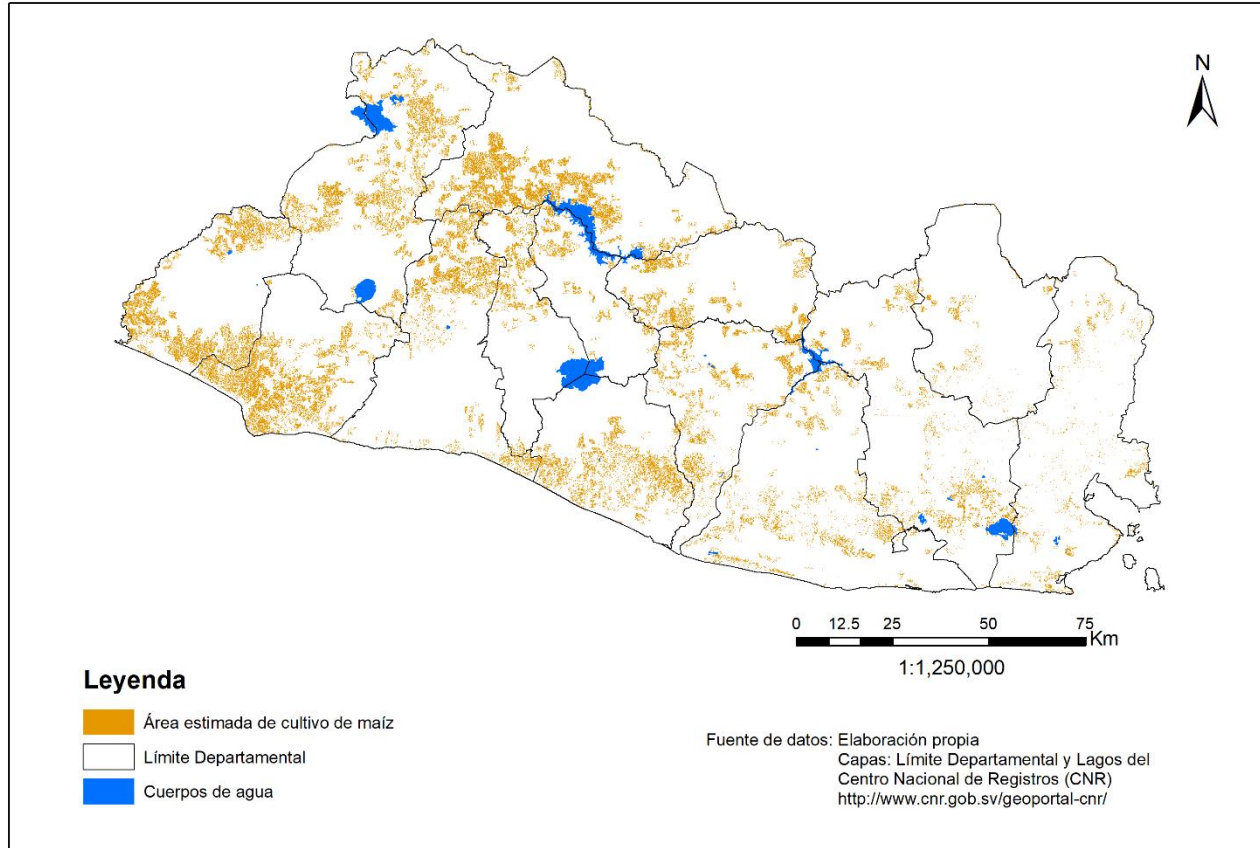 N
0 12.5 25 50 75
Km
1:1,250,000
Leyenda
Área estimada de cultivo de maíz
Límite Departamental
Cuerpos de agua
Fuente de datos: Elaboración propia
Capas: Límite Departamental y Lagos del
Centro Nacional de Registros (CNR)
http://www.cnr.gob.sv/geoportal-cnr/